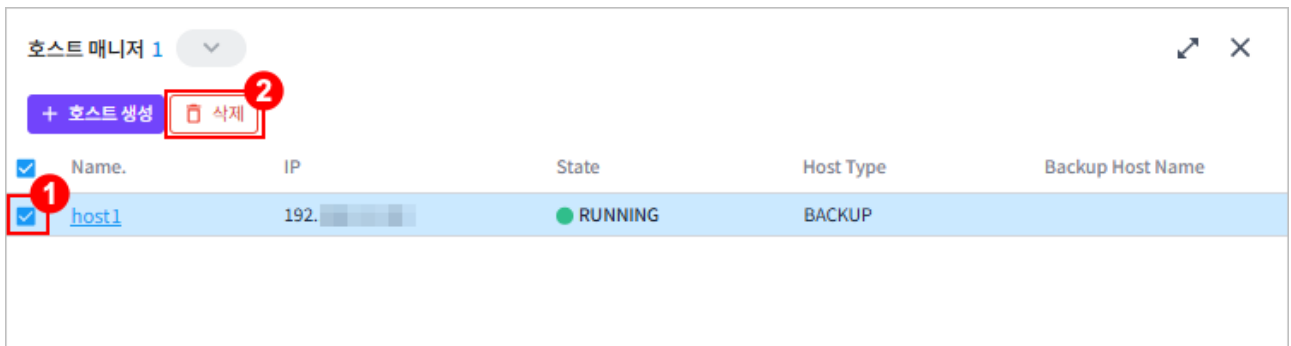 호스트 매니저 1
+ 호스트 생성 삭제 2
Name. IP State Host Type Backup Host Name
1 host1 192. RUNNING BACKUP